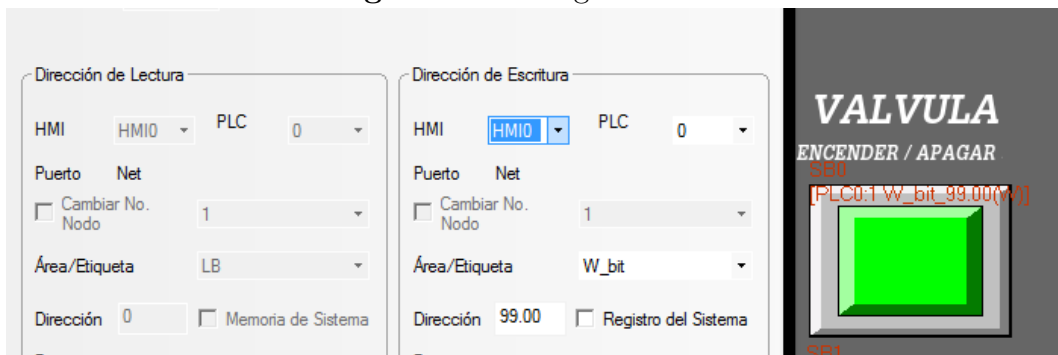 Dirección de Lectura
HMI HMI0 PLC 0
Puerto Net
Cambiar No. Nodo 1
Área/Etiqueta LB
Dirección 0 Memoria de Sistema
Dirección de Escritura
HMI HMI0 PLC 0
Puerto Net
Cambiar No. Nodo 1
Área/Etiqueta W_bit
Dirección 99.00 Registro del Sistema
VALVULA
ENCENDER / APAGAR
SB0
[PLC0:1 W_bit_99.00(W)]
SB1